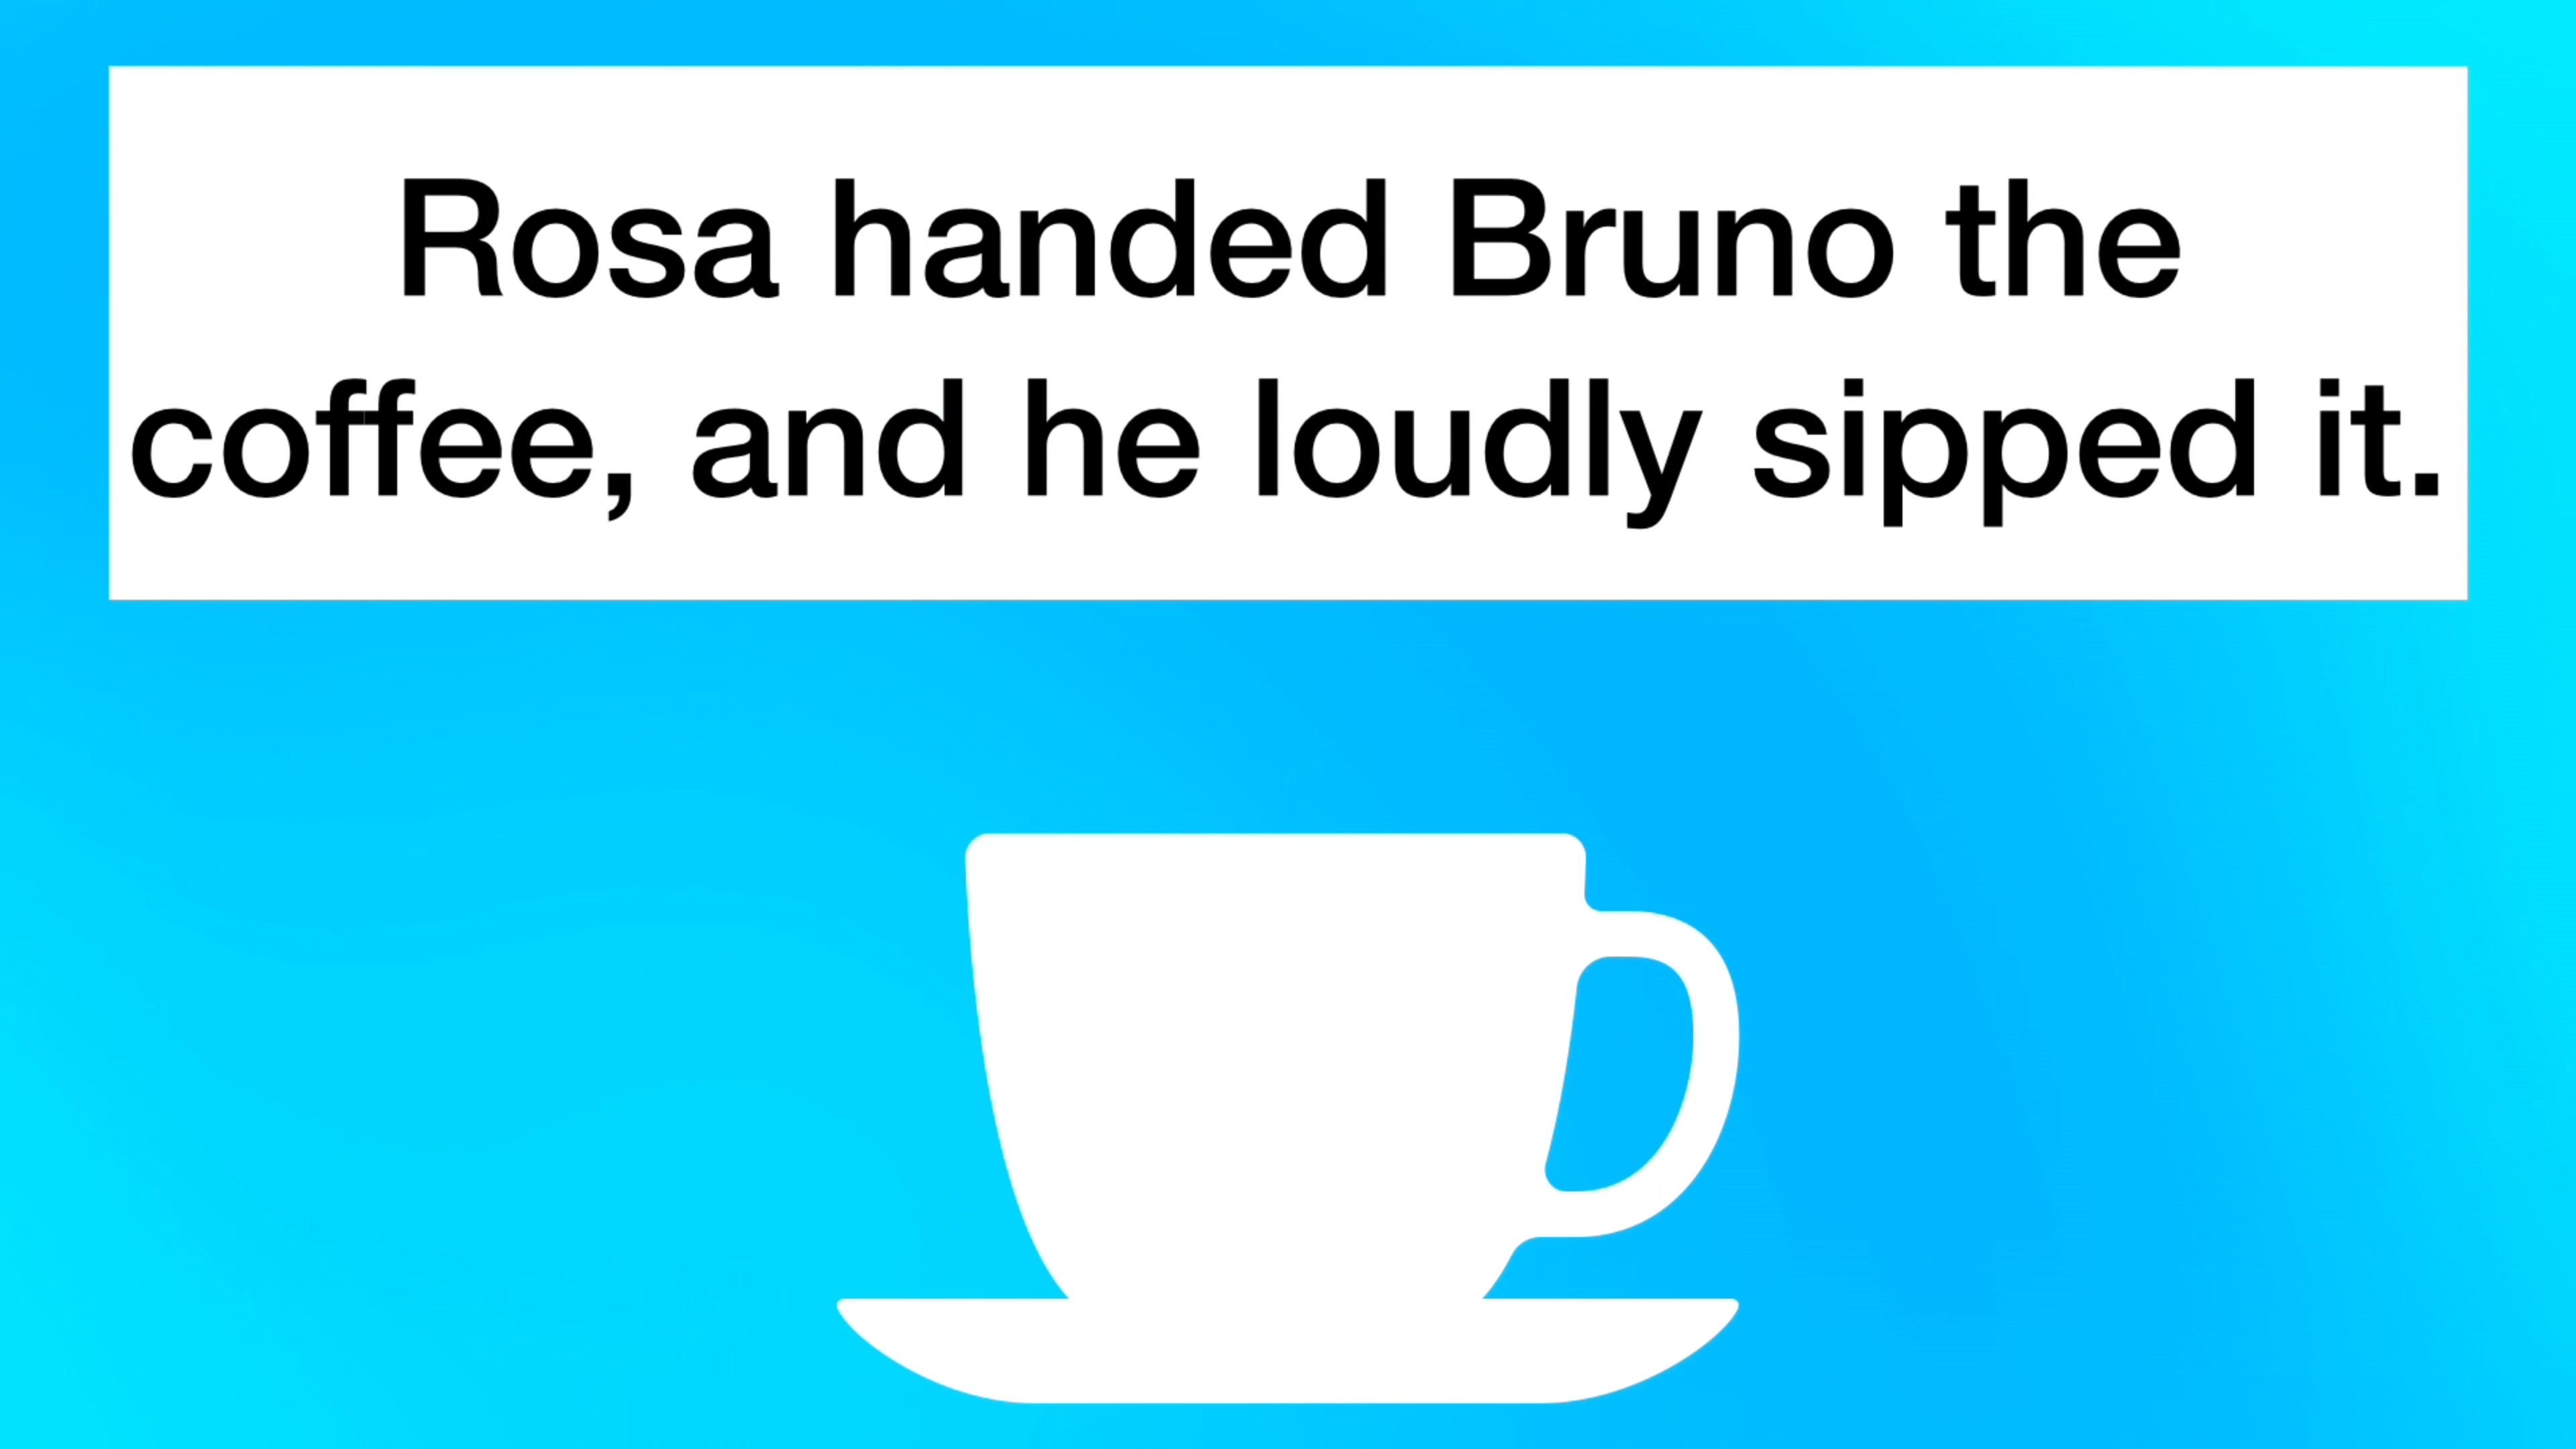 Rosa handed Bruno the
coffee, and he loudly sipped it.